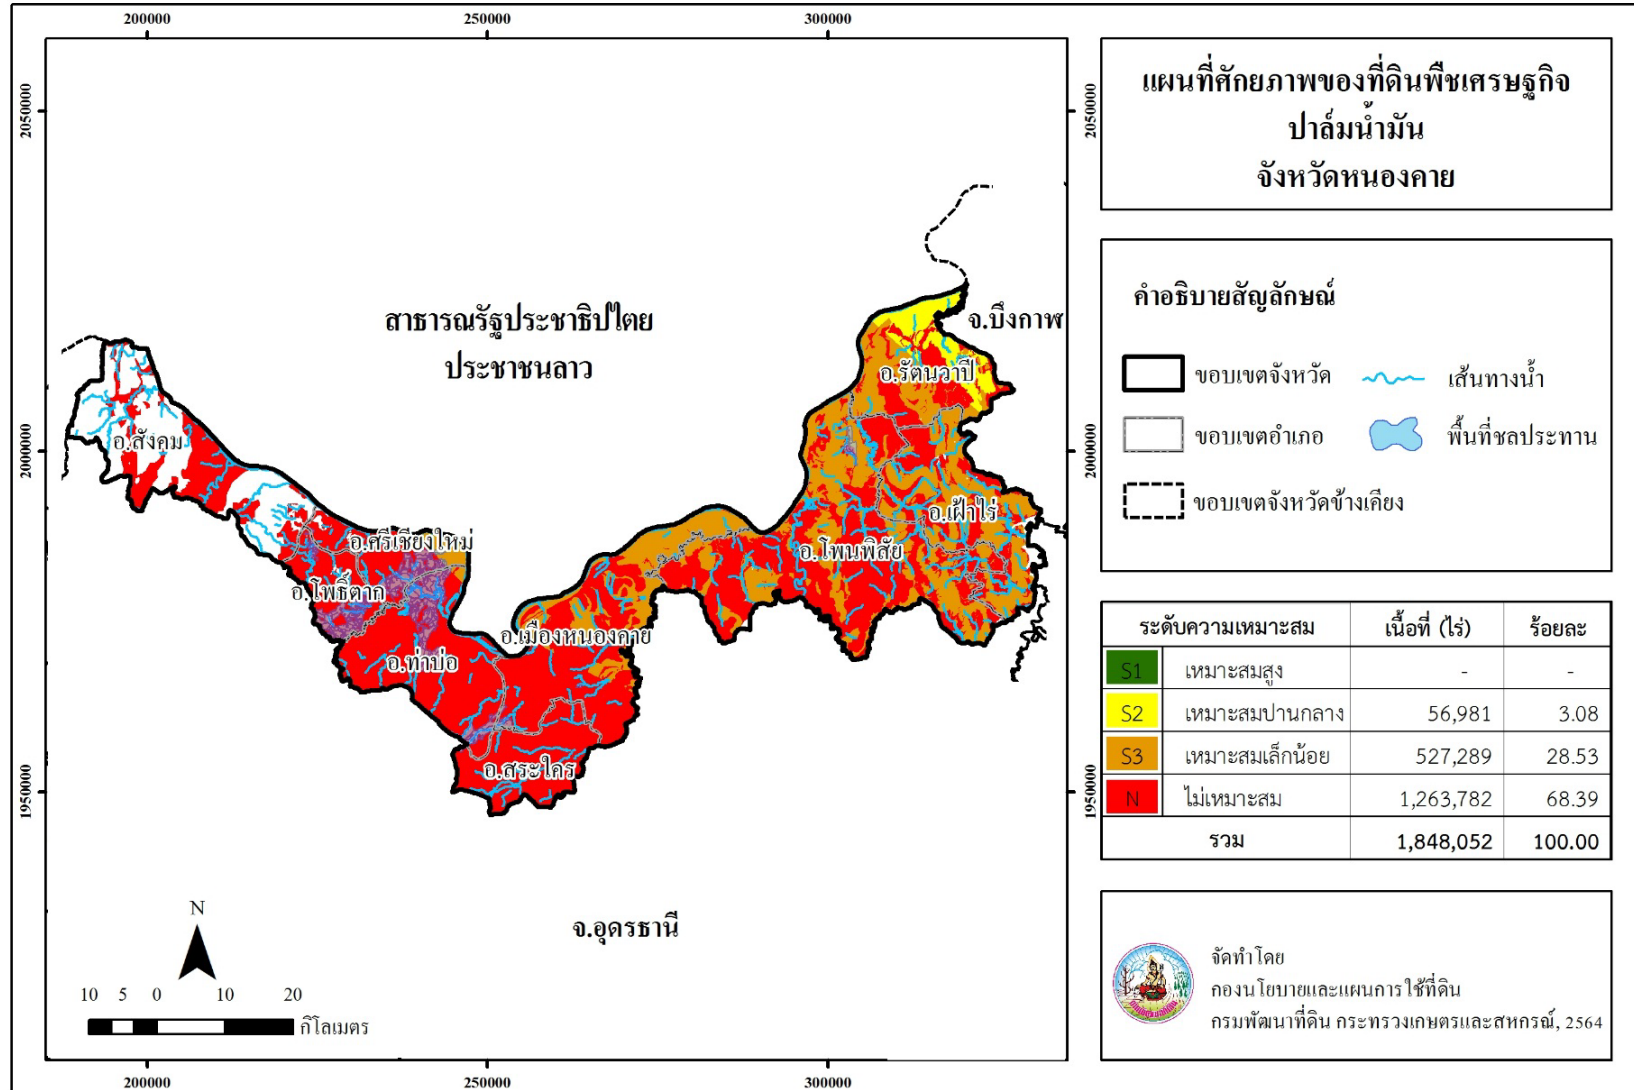 200000
250000
300000
2050000
2000000
1950000
2050000
2000000
1950000
200000
250000
300000
สาธารณรัฐประชาธิปไตย
ประชาชนลาว
จ.บึงกาฬ
อ.รัตนวาปี
อ.สังคม
อ.เฝ้าไร่
อ.ศรีเชียงใหม่
อ.โพนพิสัย
อ.โพธิ์ตาก
อ.เมืองหนองคาย
อ.ท่าบ่อ
อ.สระใคร
จ.อุดรธานี
N
10 5 0 10 20
กิโลเมตร
แผนที่ศักยภาพของที่ดินพืชเศรษฐกิจ
ปาล์มน้ำมัน
จังหวัดหนองคาย
คำอธิบายสัญลักษณ์
ขอบเขตจังหวัด เส้นทางน้ำ
ขอบเขตอำเภอ พื้นที่ชลประทาน
ขอบเขตจังหวัดข้างเคียง
ระดับความเหมาะสม เนื้อที่ (ไร่) ร้อยละ
S1 เหมาะสมสูง - -
S2 เหมาะสมปานกลาง 56,981 3.08
S3 เหมาะสมเล็กน้อย 527,289 28.53
N ไม่เหมาะสม 1,263,782 68.39
รวม 1,848,052 100.00
จัดทำโดย
กองนโยบายและแผนการใช้ที่ดิน
กรมพัฒนาที่ดิน กระทรวงเกษตรและสหกรณ์, 2564